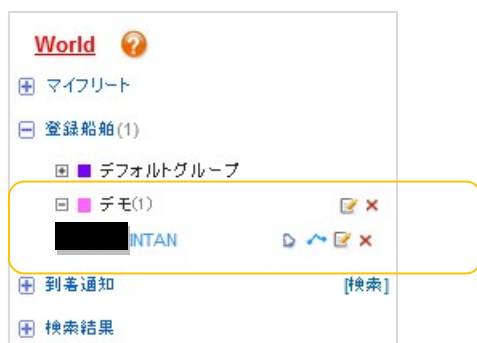 World
マイフリート
登録船舶(1)
デフォルトグループ
デモ(1)
INTAN
到着通知 [検索]
検索結果